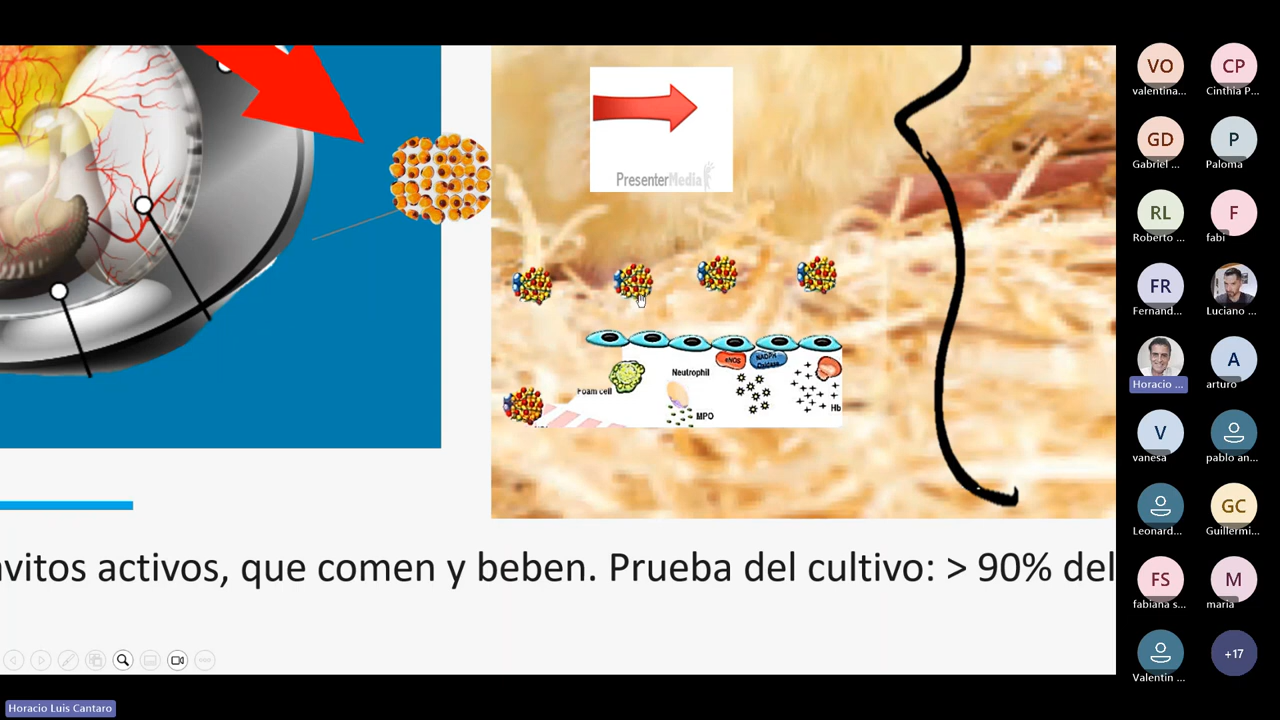 PresenterMedia
eNOS
NADPH
Oxidase
Neutrophil
Foam cell
MPO
Hb
vitos activos, que comen y beben. Prueba del cultivo: > 90% del
VO
CP
valentina...
Cinthia P...
GD
P
Gabriel ...
Paloma
RL
F
Roberto ...
fabi
FR
Fernand...
Luciano ...
A
Horacio ...
arturo
V
vanesa
pablo an...
GC
Leonard...
Guillermi...
FS
M
fabiana s...
maria
+17
Valentin ...
Horacio Luis Cantaro